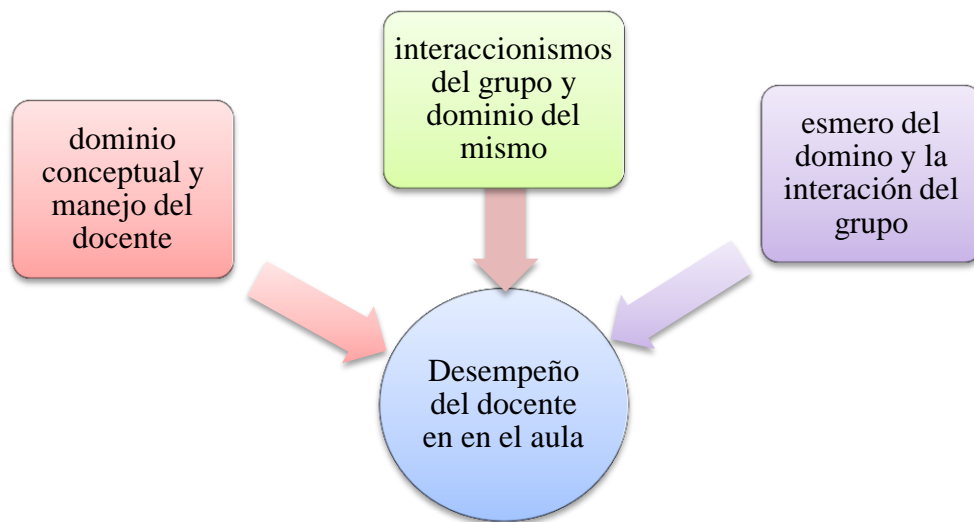 dominio
conceptual y
manejo del
docente
interaccionismos
del grupo y
dominio del
mismo
esmero del
domino y la
interación del
grupo
Desempeño
del docente
en en el aula